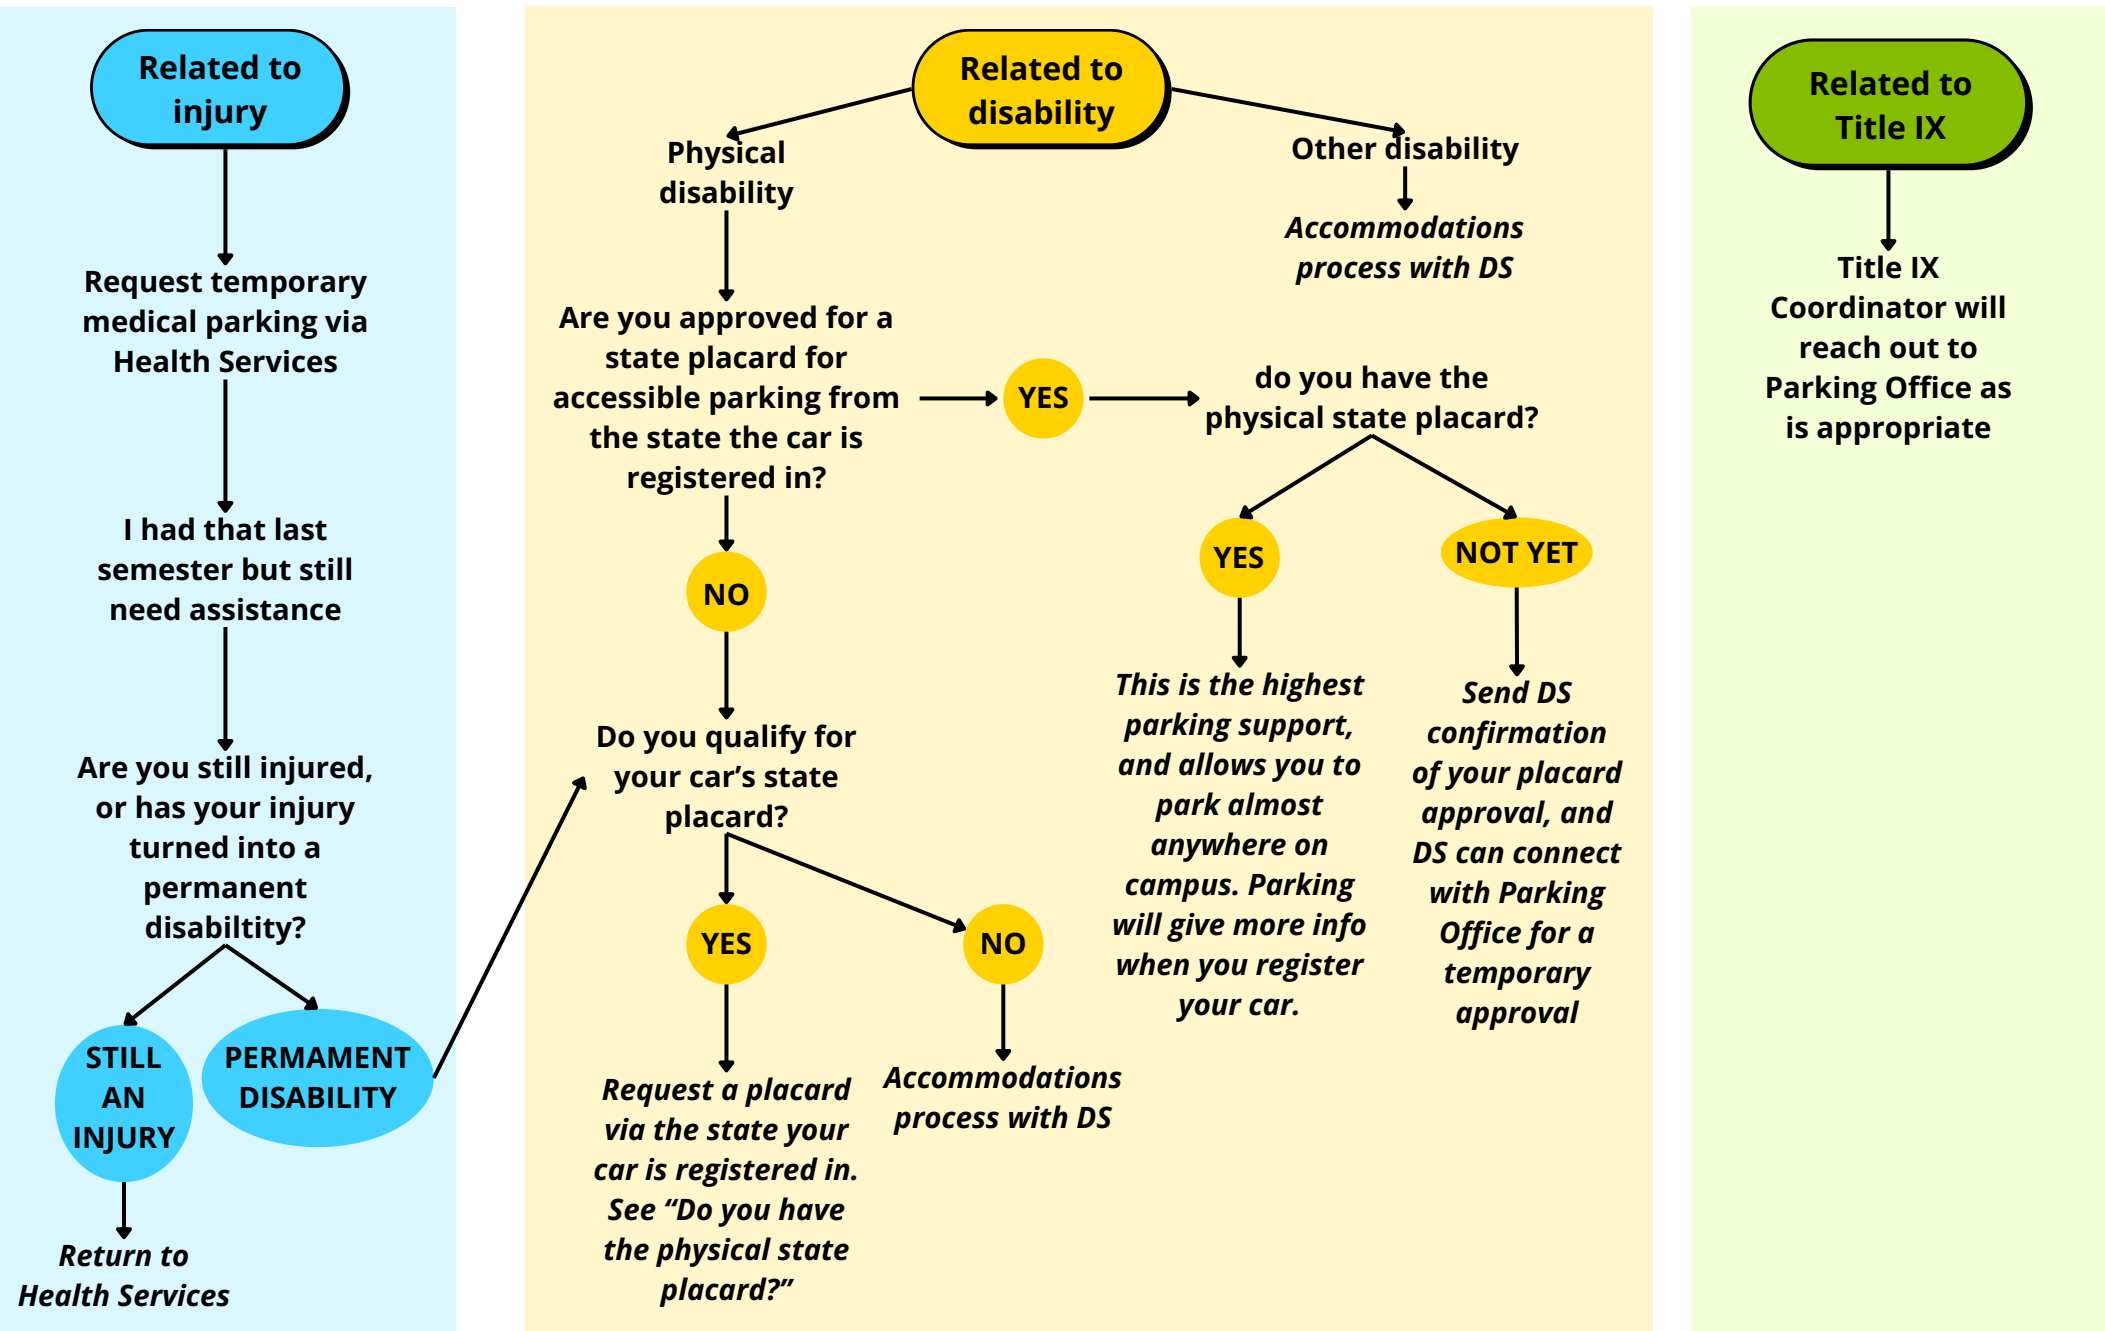 Related to
injury
Request temporary
medical parking via
Health Services
I had that last
semester but still
need assistance
Are you still injured,
or has your injury
turned into a
permanent
disabiltity?
STILL
AN
INJURY
PERMAMENT
DISABILITY
Return to
Health Services
Related to
disability
Physical
disability
Other disability
Accommodations
process with DS
Are you approved for a
state placard for
accessible parking from
the state the car is
registered in?
YES
do you have the
physical state placard?
YES
NOT YET
This is the highest
parking support,
and allows you to
park almost
anywhere on
campus. Parking
will give more info
when you register
your car.
Send DS
confirmation
of your placard
approval, and
DS can connect
with Parking
Office for a
temporary
approval
NO
Do you qualify for
your car’s state
placard?
YES
NO
Request a placard
via the state your
car is registered in.
See “Do you have
the physical state
placard?”
Accommodations
process with DS
Related to
Title IX
Title IX
Coordinator will
reach out to
Parking Office as
is appropriate